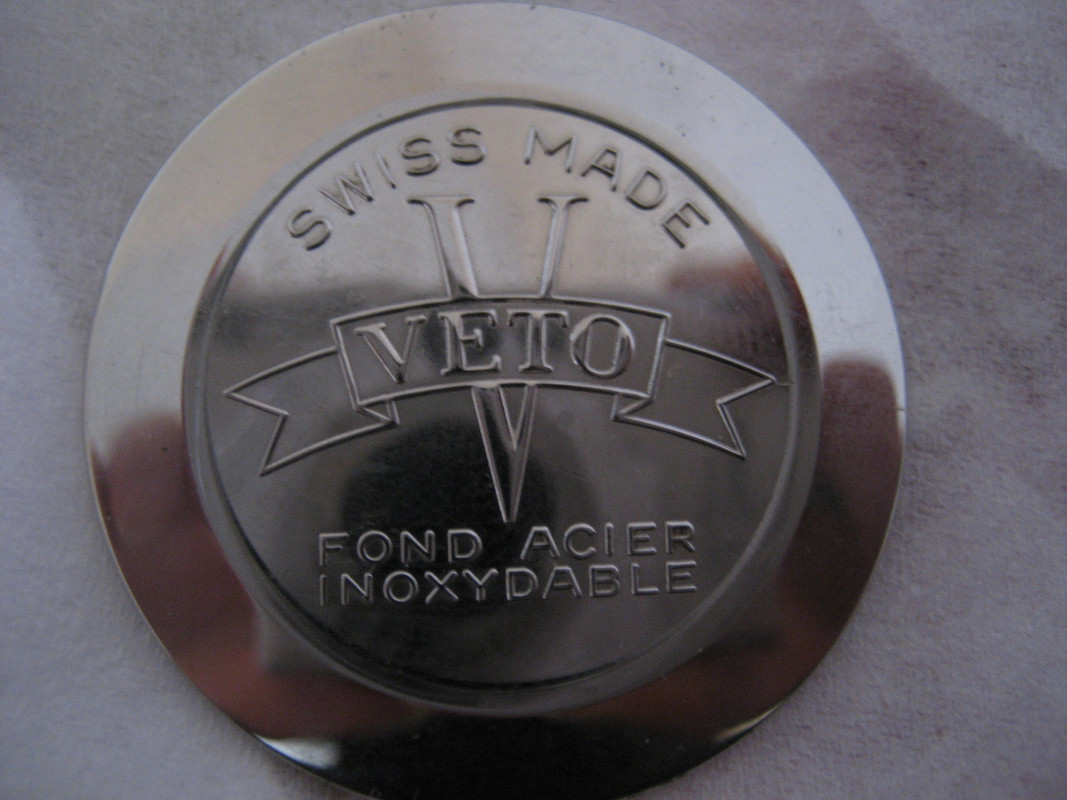 SWISS MADE
V
VETO
FOND ACIER
INOXYDABLE